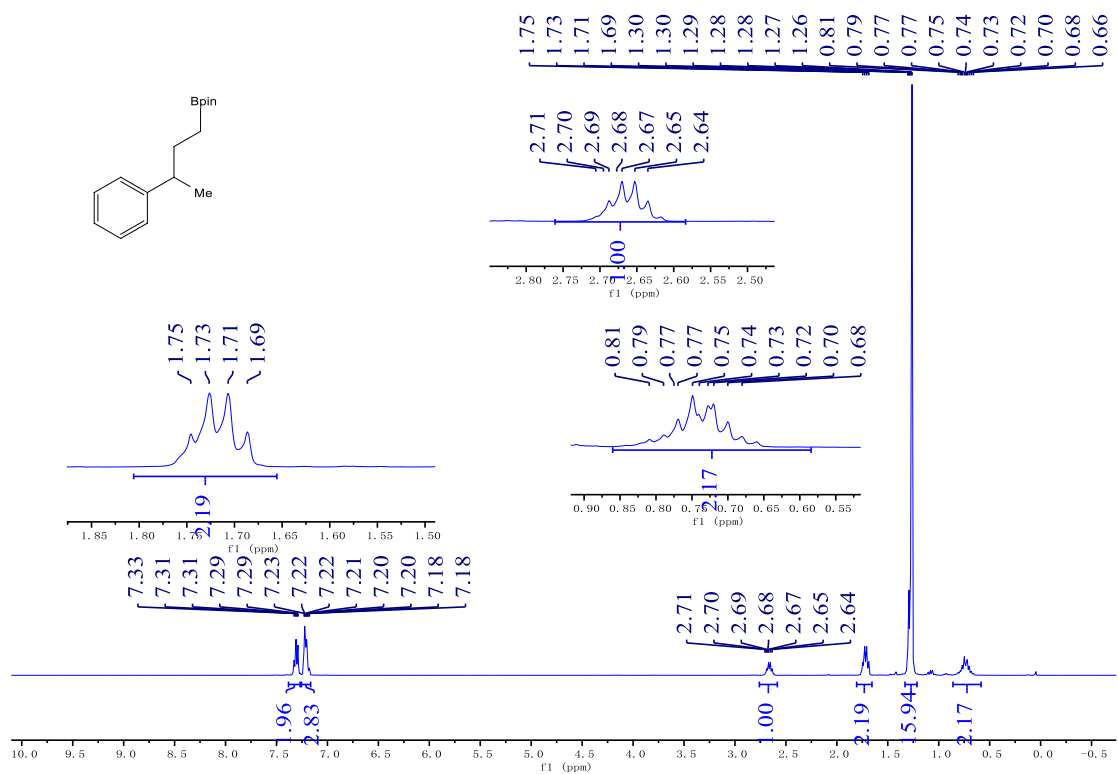 1.75 1.73 1.71 1.69 1.30 1.30 1.29 1.28 1.28 1.27 1.26 0.81 0.79 0.77 0.77 0.75 0.74 0.73 0.72 0.70 0.68 0.66
Bpin
Me
2.71 2.70 2.69 2.68 2.67 2.65 2.64
1.00
2.80 2.75 2.70 2.65 2.60 2.55 2.50
f1 (ppm)
1.75 1.73 1.71 1.69
2.19
1.85 1.80 1.75 1.70 1.65 1.60 1.55 1.50
f1 (ppm)
0.81 0.79 0.77 0.77 0.75 0.74 0.73 0.72 0.70 0.68
2.17
0.90 0.85 0.80 0.75 0.70 0.65 0.60 0.55
f1 (ppm)
7.33 7.31 7.31 7.29 7.29 7.23 7.22 7.22 7.21 7.20 7.20 7.18 7.18
2.71 2.70 2.69 2.68 2.67 2.65 2.64
1.96 2.83 1.00 2.19 15.94 2.17
10.0 9.5 9.0 8.5 8.0 7.5 7.0 6.5 6.0 5.5 5.0 4.5 4.0 3.5 3.0 2.5 2.0 1.5 1.0 0.5 0.0 -0.5
f1 (ppm)